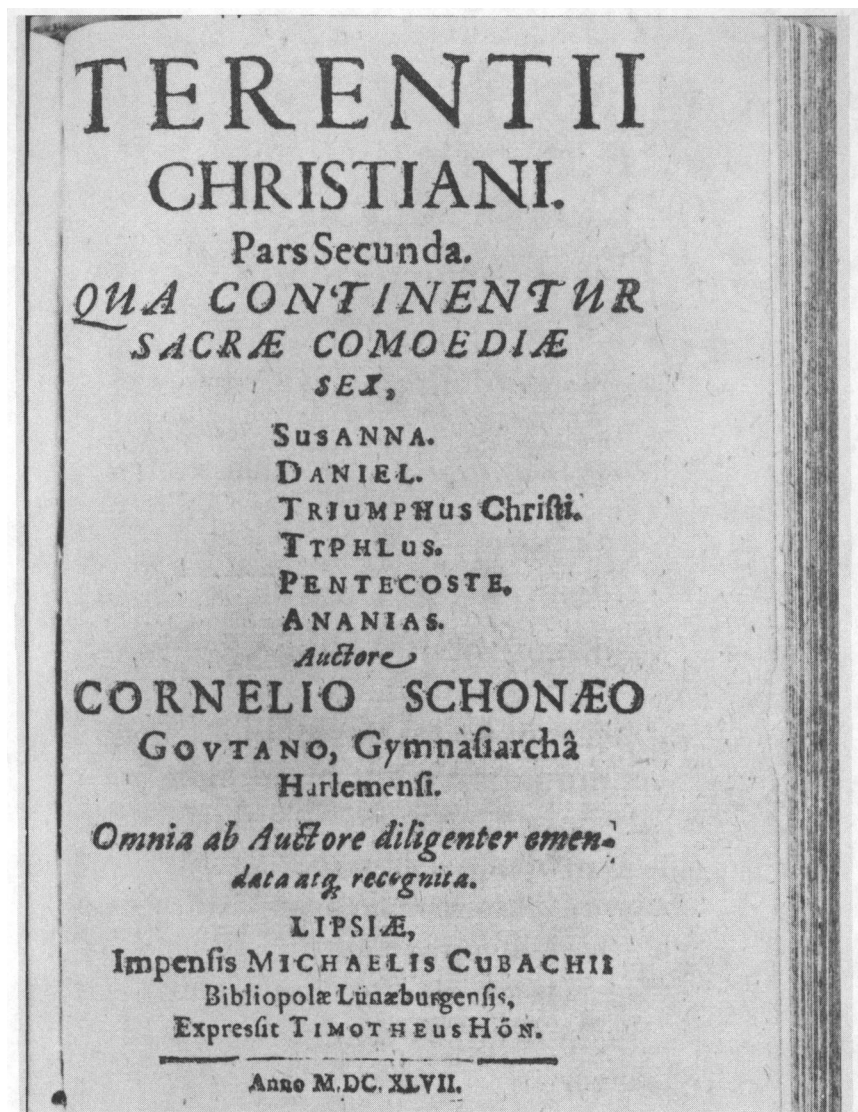 TERENTII
CHRISTIANI.
Pars Secunda.
QUA CONTINENTUR
SACRÆ COMOEDIÆ
SEX,
SusANNA.
DANIEL.
TRIUMPHUS Chriſti.
TTPHLUS.
PENTECOSTE,
ANANIAS.
Auctore
CORNELIO SCHONÆO
GOVTANO, Gymnaſiarchâ
Harlemenſi.
Omnia ab Auctore diligenter emen-
data atq; recognita.
LIPSIÆ,
Impenſis MICHAELIS CUBACHII
Bibliopolæ Lünæburgenſis,
Expresſit TIMOTHEUS HÖN.
Anno M.DC. XLVII.